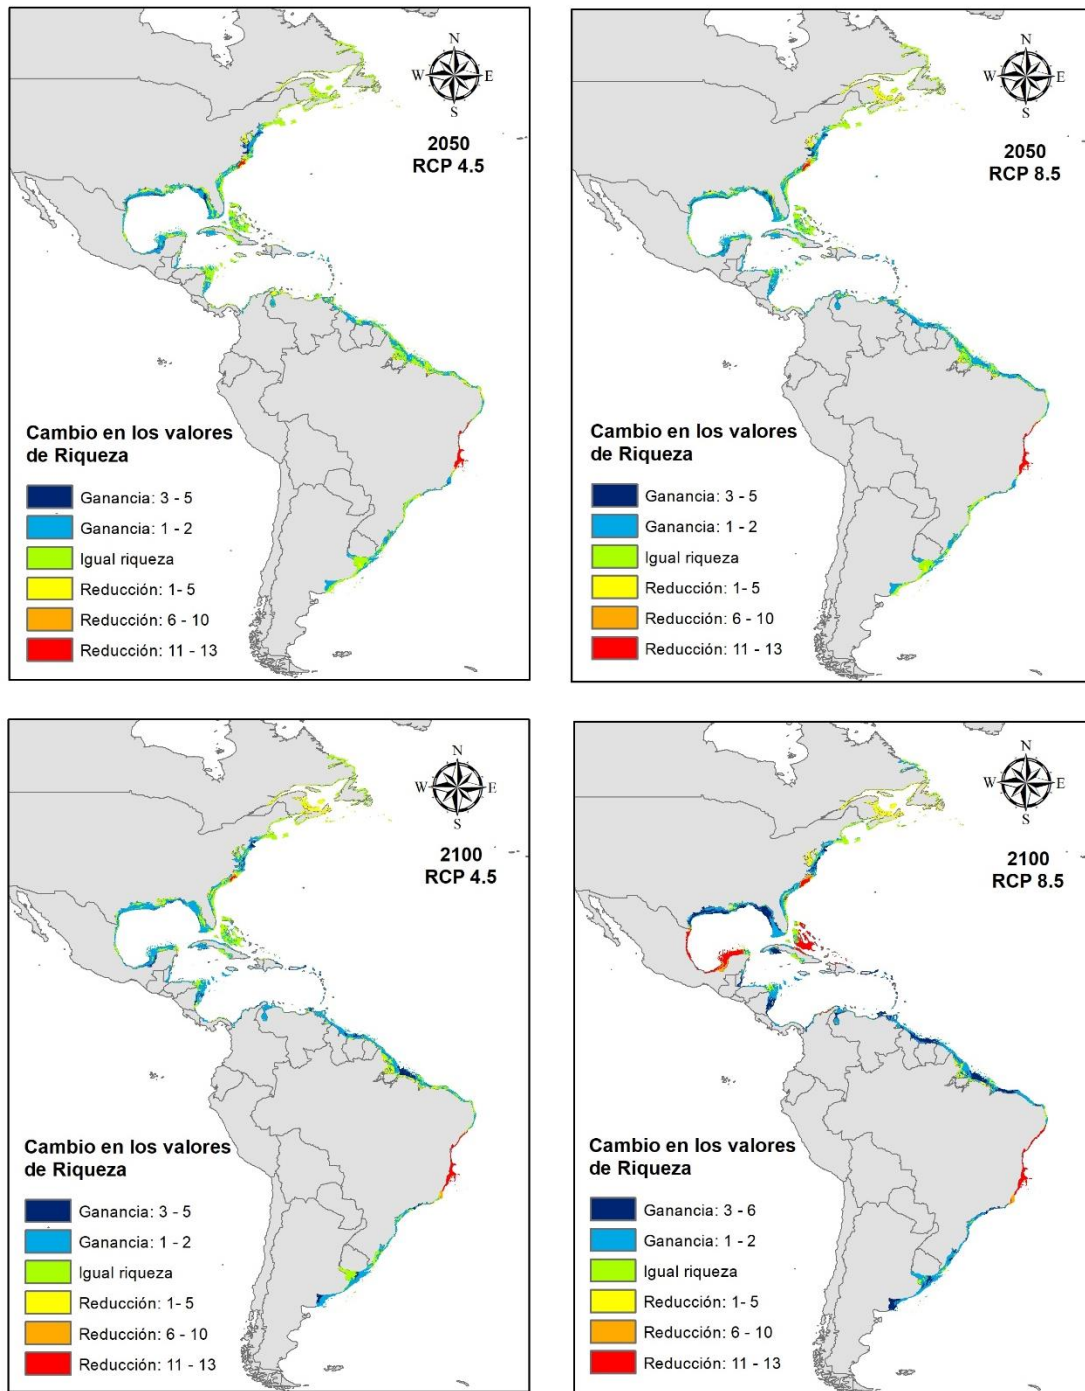 N
W E
S
2050
RCP 4.5
Cambio en los valores
de Riqueza
Ganancia: 3 - 5
Ganancia: 1 - 2
Igual riqueza
Reducción: 1- 5
Reducción: 6 - 10
Reducción: 11 - 13
N
W E
S
2050
RCP 8.5
Cambio en los valores
de Riqueza
Ganancia: 3 - 5
Ganancia: 1 - 2
Igual riqueza
Reducción: 1- 5
Reducción: 6 - 10
Reducción: 11 - 13
N
W E
S
2100
RCP 4.5
Cambio en los valores
de Riqueza
Ganancia: 3 - 5
Ganancia: 1 - 2
Igual riqueza
Reducción: 1- 5
Reducción: 6 - 10
Reducción: 11 - 13
N
W E
S
2100
RCP 8.5
Cambio en los valores
de Riqueza
Ganancia: 3 - 6
Ganancia: 1 - 2
Igual riqueza
Reducción: 1- 5
Reducción: 6 - 10
Reducción: 11 - 13